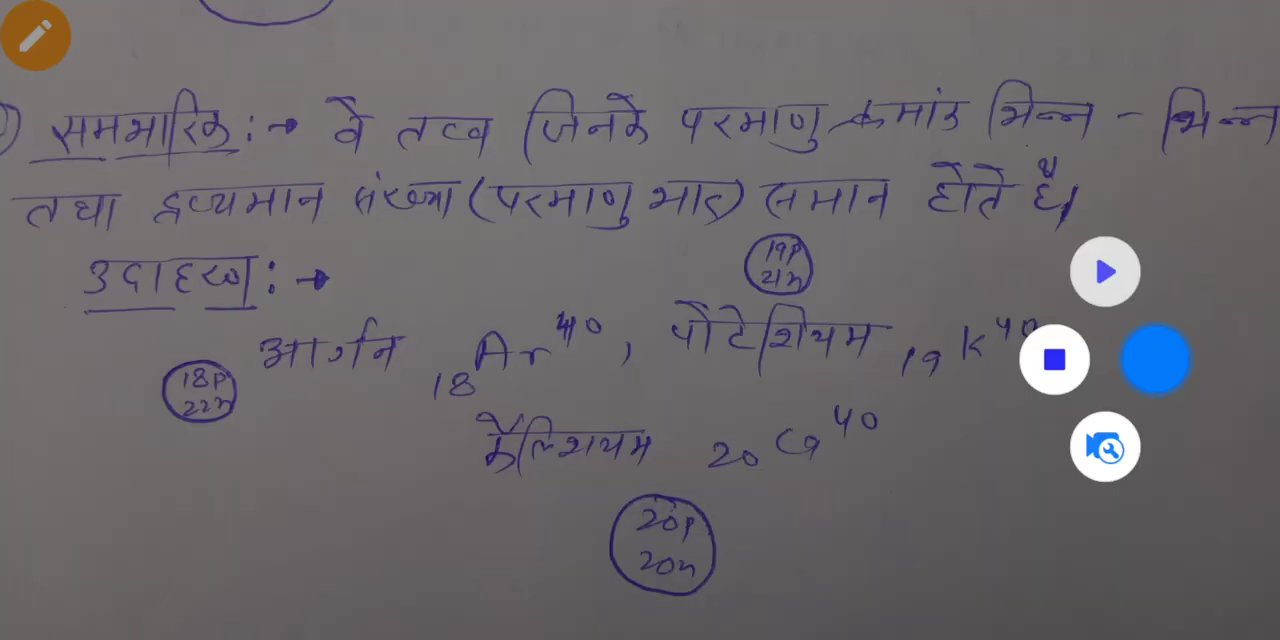 समभारिक :→ वे तत्व जिनके परमाणु क्रमांक भिन्न - भिन्न
तथा द्रव्यमान संख्या (परमाणु भार) समान होते है।
उदाहरण :→
19p
21n
आर्गन 18Ar⁴⁰, पोटेशियम 19K⁴⁰
18p
22n
कैल्शियम 20Ca⁴⁰
20p
20n